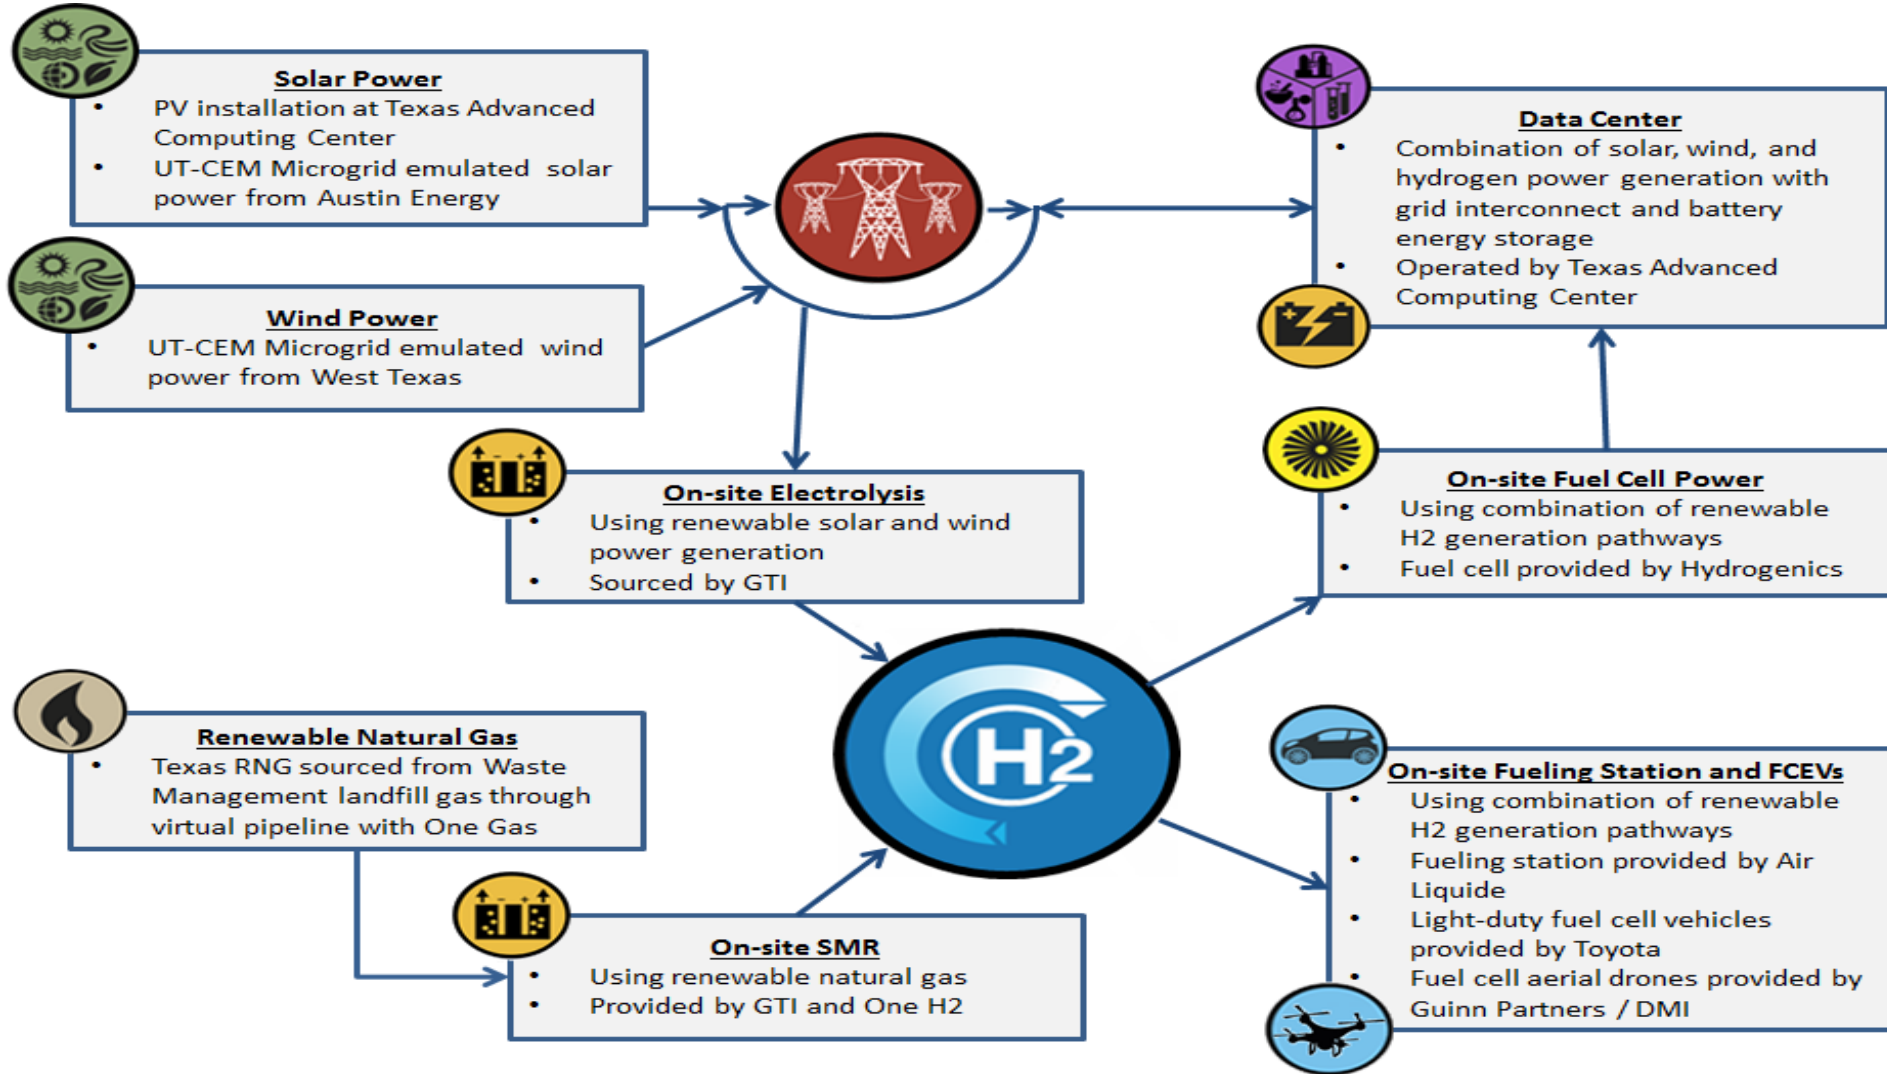 Solar Power
• PV installation at Texas Advanced
Computing Center
• UT-CEM Microgrid emulated solar
power from Austin Energy
Wind Power
• UT-CEM Microgrid emulated wind
power from West Texas
Data Center
• Combination of solar, wind, and
hydrogen power generation with
grid interconnect and battery
energy storage
• Operated by Texas Advanced
Computing Center
On-site Electrolysis
• Using renewable solar and wind
power generation
• Sourced by GTI
On-site Fuel Cell Power
• Using combination of renewable
H2 generation pathways
• Fuel cell provided by Hydrogenics
H2
Renewable Natural Gas
• Texas RNG sourced from Waste
Management landfill gas through
virtual pipeline with One Gas
On-site SMR
• Using renewable natural gas
• Provided by GTI and One H2
On-site Fueling Station and FCEVs
• Using combination of renewable
H2 generation pathways
• Fueling station provided by Air
Liquide
• Light-duty fuel cell vehicles
provided by Toyota
• Fuel cell aerial drones provided by
Guinn Partners / DMI